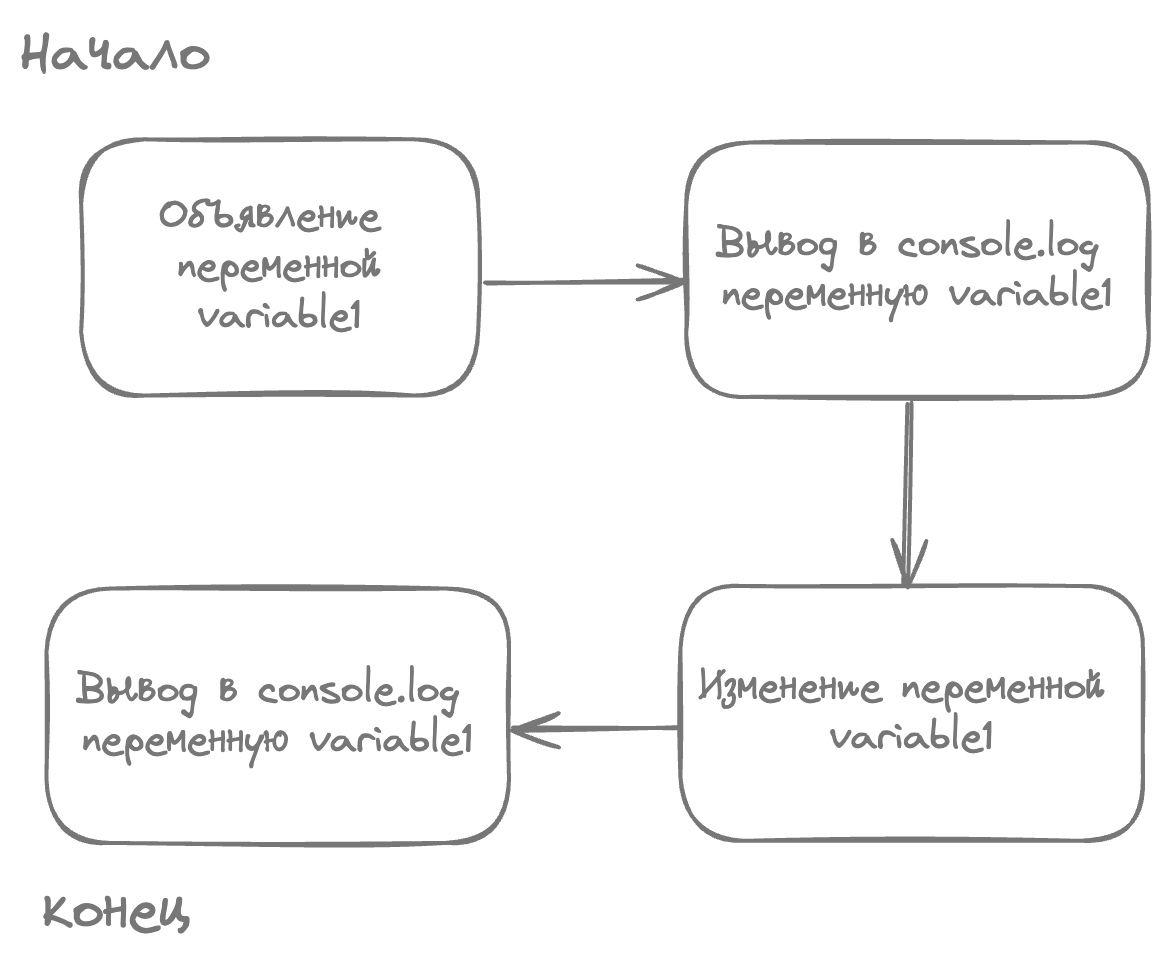 Начало
Объявление
переменной
variable1
Вывод в console.log
переменную variable1
Изменение переменной
variable1
Вывод в console.log
переменную variable1
Конец